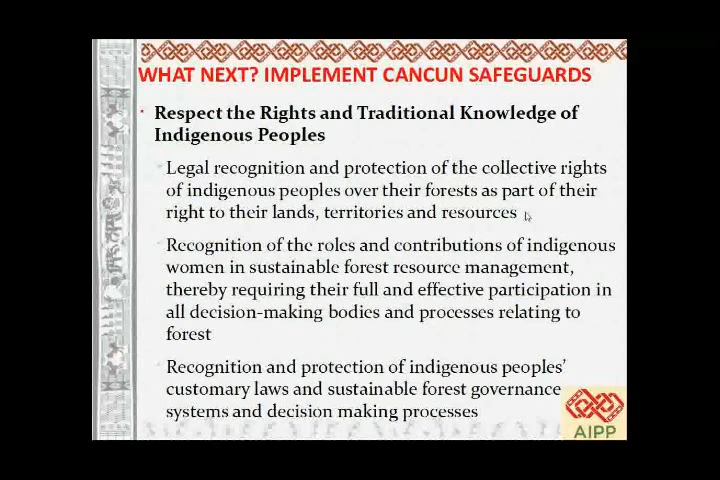 WHAT NEXT? IMPLEMENT CANCUN SAFEGUARDS
Respect the Rights and Traditional Knowledge of
Indigenous Peoples
Legal recognition and protection of the collective rights
of indigenous peoples over their forests as part of their
right to their lands, territories and resources
Recognition of the roles and contributions of indigenous
women in sustainable forest resource management,
thereby requiring their full and effective participation in
all decision-making bodies and processes relating to
forest
Recognition and protection of indigenous peoples’
customary laws and sustainable forest governance
systems and decision making processes
AIPP